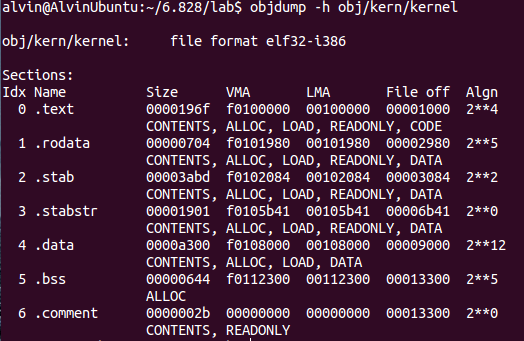 alvin@AlvinUbuntu:~/6.828/lab$ objdump -h obj/kern/kernel
obj/kern/kernel:     file format elf32-i386
Sections:
Idx Name          Size      VMA       LMA       File off  Algn
  0 .text         0000196f  f0100000  00100000  00001000  2**4
                  CONTENTS, ALLOC, LOAD, READONLY, CODE
  1 .rodata       00000704  f0101980  00101980  00002980  2**5
                  CONTENTS, ALLOC, LOAD, READONLY, DATA
  2 .stab         00003abd  f0102084  00102084  00003084  2**2
                  CONTENTS, ALLOC, LOAD, READONLY, DATA
  3 .stabstr      00001901  f0105b41  00105b41  00006b41  2**0
                  CONTENTS, ALLOC, LOAD, READONLY, DATA
  4 .data         0000a300  f0108000  00108000  00009000  2**12
                  CONTENTS, ALLOC, LOAD, DATA
  5 .bss          00000644  f0112300  00112300  00013300  2**5
                  ALLOC
  6 .comment      0000002b  00000000  00000000  00013300  2**0
                  CONTENTS, READONLY